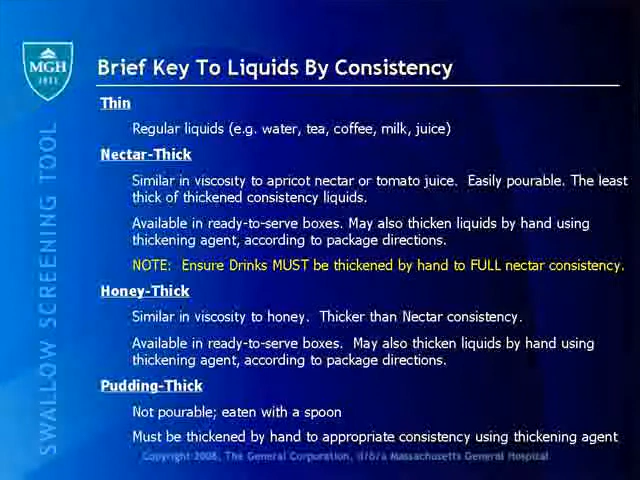 MGH
1811
Brief Key To Liquids By Consistency
SWALLOW SCREENING TOOL
Thin
Regular liquids (e.g. water, tea, coffee, milk, juice)
Nectar-Thick
Similar in viscosity to apricot nectar or tomato juice.  Easily pourable. The least
thick of thickened consistency liquids.
Available in ready-to-serve boxes. May also thicken liquids by hand using
thickening agent, according to package directions.
NOTE:  Ensure Drinks MUST be thickened by hand to FULL nectar consistency.
Honey-Thick
Similar in viscosity to honey.  Thicker than Nectar consistency.
Available in ready-to-serve boxes.  May also thicken liquids by hand using
thickening agent, according to package directions.
Pudding-Thick
Not pourable; eaten with a spoon
Must be thickened by hand to appropriate consistency using thickening agent
Copyright 2008, The General Corporation, d/b/a Massachusetts General Hospital